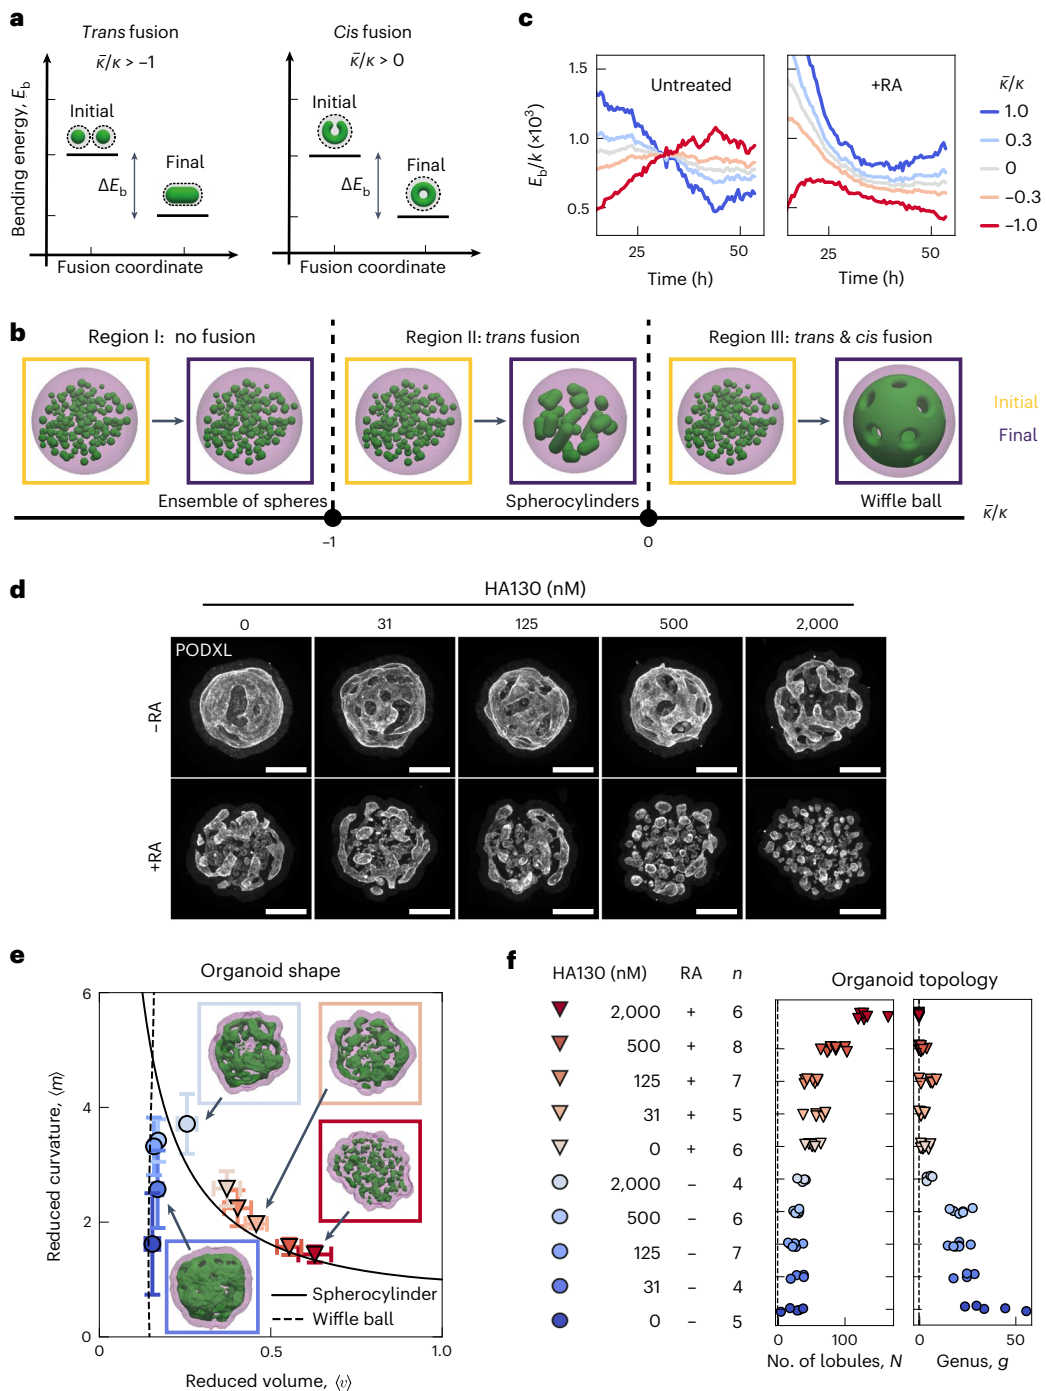 a
Trans fusion
κ̄/κ > −1
Bending energy, E_b
Initial
Final
ΔE_b
Fusion coordinate
Cis fusion
κ̄/κ > 0
Initial
Final
ΔE_b
Fusion coordinate
c
E_b/k (×10³)
1.5
1.0
0.5
Untreated
+RA
25
50
25
50
Time (h)
Time (h)
κ̄/κ
1.0
0.3
0
−0.3
−1.0
b
Region I: no fusion
Region II: trans fusion
Region III: trans & cis fusion
Initial
Final
Ensemble of spheres
Spherocylinders
Wiffle ball
κ̄/κ
−1
0
d
HA130 (nM)
0
31
125
500
2,000
PODXL
−RA
+RA
e
Organoid shape
Reduced curvature, ⟨m⟩
6
4
2
0
Spherocylinder
Wiffle ball
0
0.5
1.0
Reduced volume, ⟨v⟩
f
HA130 (nM) RA n
Organoid topology
2,000 + 6
500 + 8
125 + 7
31 + 5
0 + 6
2,000 − 4
500 − 6
125 − 7
31 − 4
0 − 5
0
100
0
50
No. of lobules, N
Genus, g